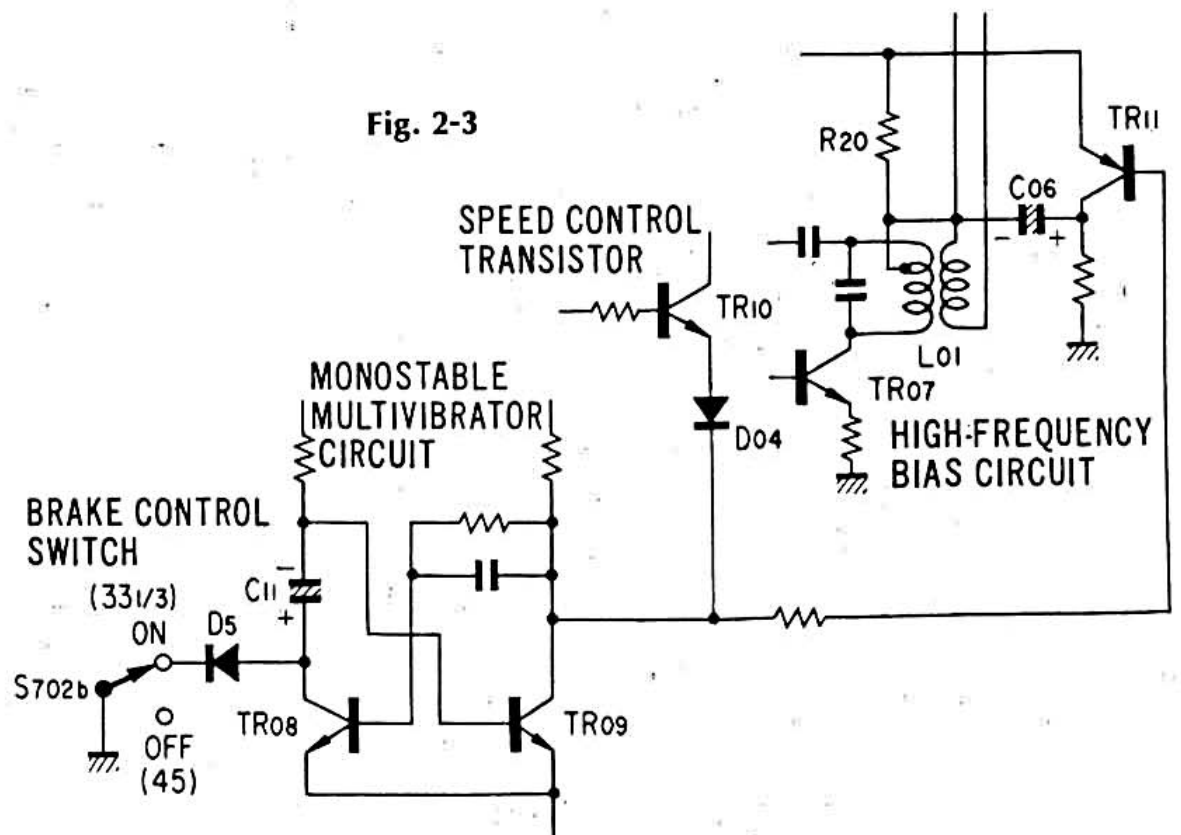 Fig. 2-3
TR11
R20
C06
SPEED CONTROL
TRANSISTOR
- +
TR10
L01
MONOSTABLE
MULTIVIBRATOR
CIRCUIT
TR07
D04
HIGH-FREQUENCY
BIAS CIRCUIT
BRAKE CONTROL
SWITCH
-
C11
+
(33 1/3)
ON
D5
S702b
TR08
TR09
OFF
(45)